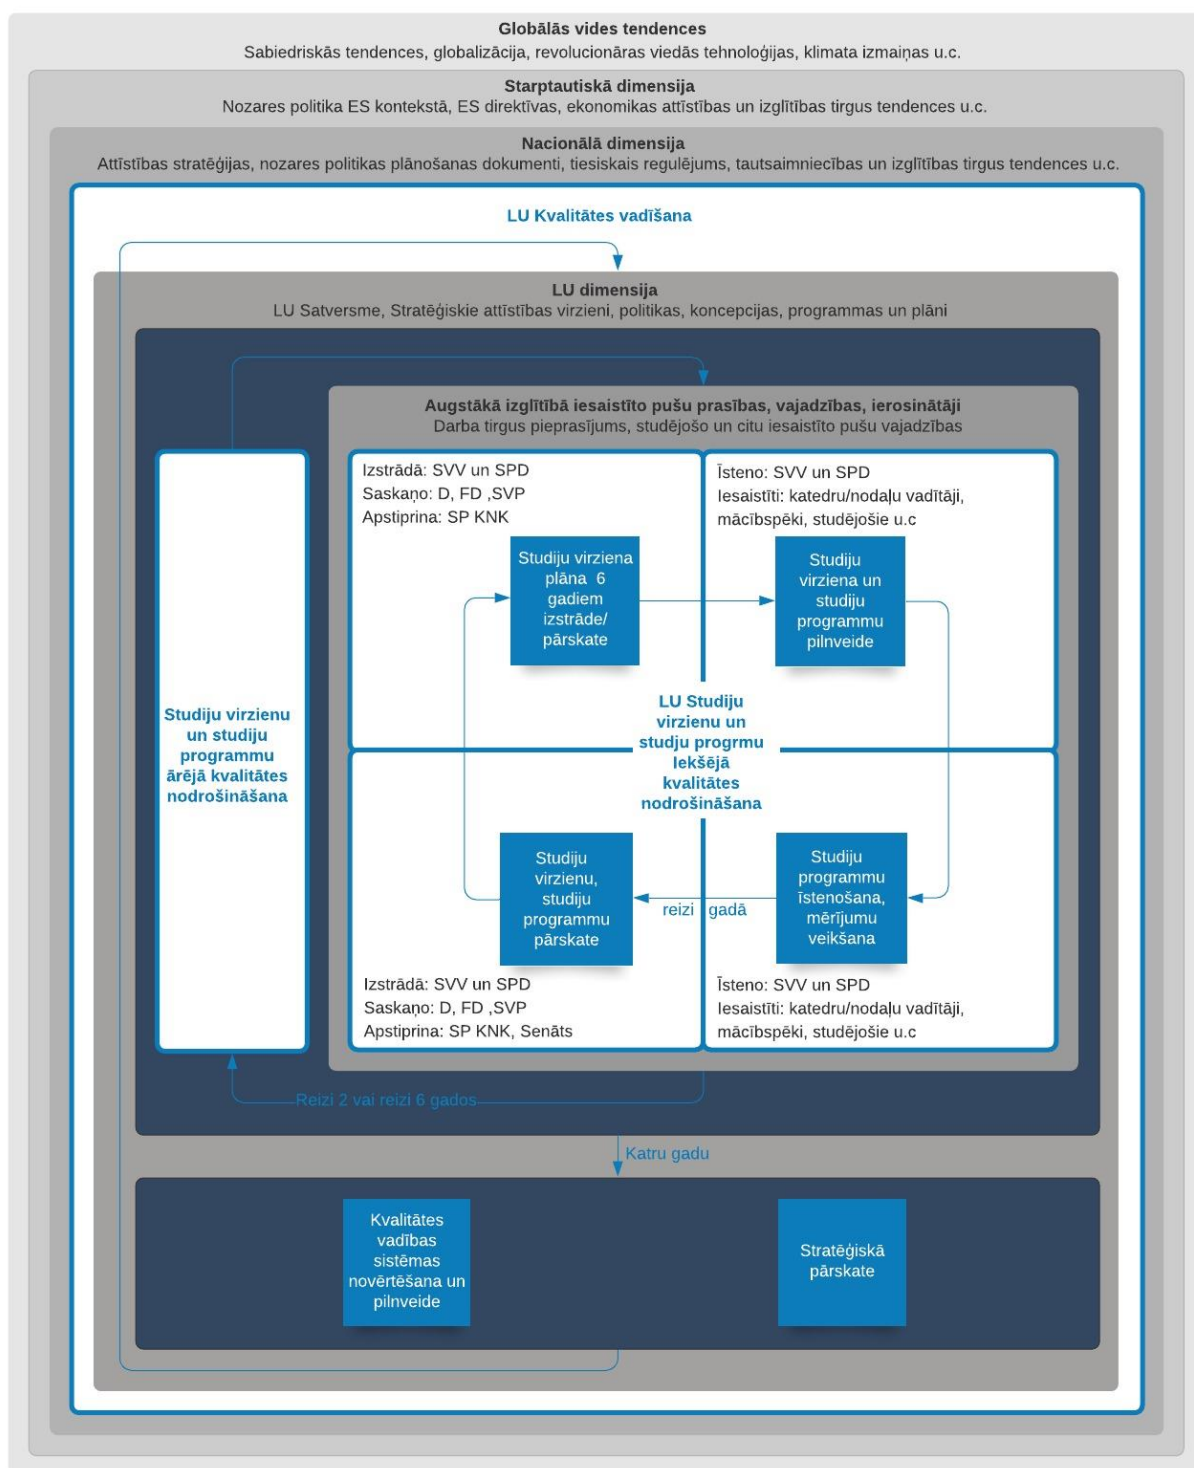 Globālās vides tendences
Sabiedriskās tendences, globalizācija, revolucionāras viedās tehnoloģijas, klimata izmaiņas u.c.
Starptautiskā dimensija
Nozares politika ES kontekstā, ES direktīvas, ekonomikas attīstības un izglītības tirgus tendences u.c.
Nacionālā dimensija
Attīstības stratēģijas, nozares politikas plānošanas dokumenti, tiesiskais regulējums, tautsaimniecības un izglītības tirgus tendences u.c.
LU Kvalitātes vadīšana
LU dimensija
LU Satversme, Stratēģiskie attīstības virzieni, politikas, koncepcijas, programmas un plāni
Augstākā izglītībā iesaistīto pušu prasības, vajadzības, ierosinātāji
Darba tirgus pieprasījums, studējošo un citu iesaistīto pušu vajadzības
Izstrādā: SVV un SPD
Saskaņo: D, FD ,SVP
Apstiprina: SP KNK
Īsteno: SVV un SPD
Iesaistīti: katedru/nodaļu vadītāji,
mācībspēki, studējošie u.c
Studiju virziena
plāna 6
gadiem
izstrāde/
pārskate
Studiju
virziena un
studiju
programmu
pilnveide
Studiju virzienu
un studiju
programmu
ārējā kvalitātes
nodrošināšana
LU Studiju
virzienu un
studju progrmu
Iekšējā
kvalitātes
nodrošināšana
Studiju
virzienu,
studiju
programmu
pārskate
reizi gadā
Studiju
programmu
īstenošana,
mērījumu
veikšana
Izstrādā: SVV un SPD
Saskaņo: D, FD ,SVP
Apstiprina: SP KNK, Senāts
Īsteno: SVV un SPD
Iesaistīti: katedru/nodaļu vadītāji,
mācībspēki, studējošie u.c
Reizi 2 vai reizi 6 gados
Katru gadu
Kvalitātes
vadības
sistēmas
novērtēšana un
pilnveide
Stratēģiskā
pārskate